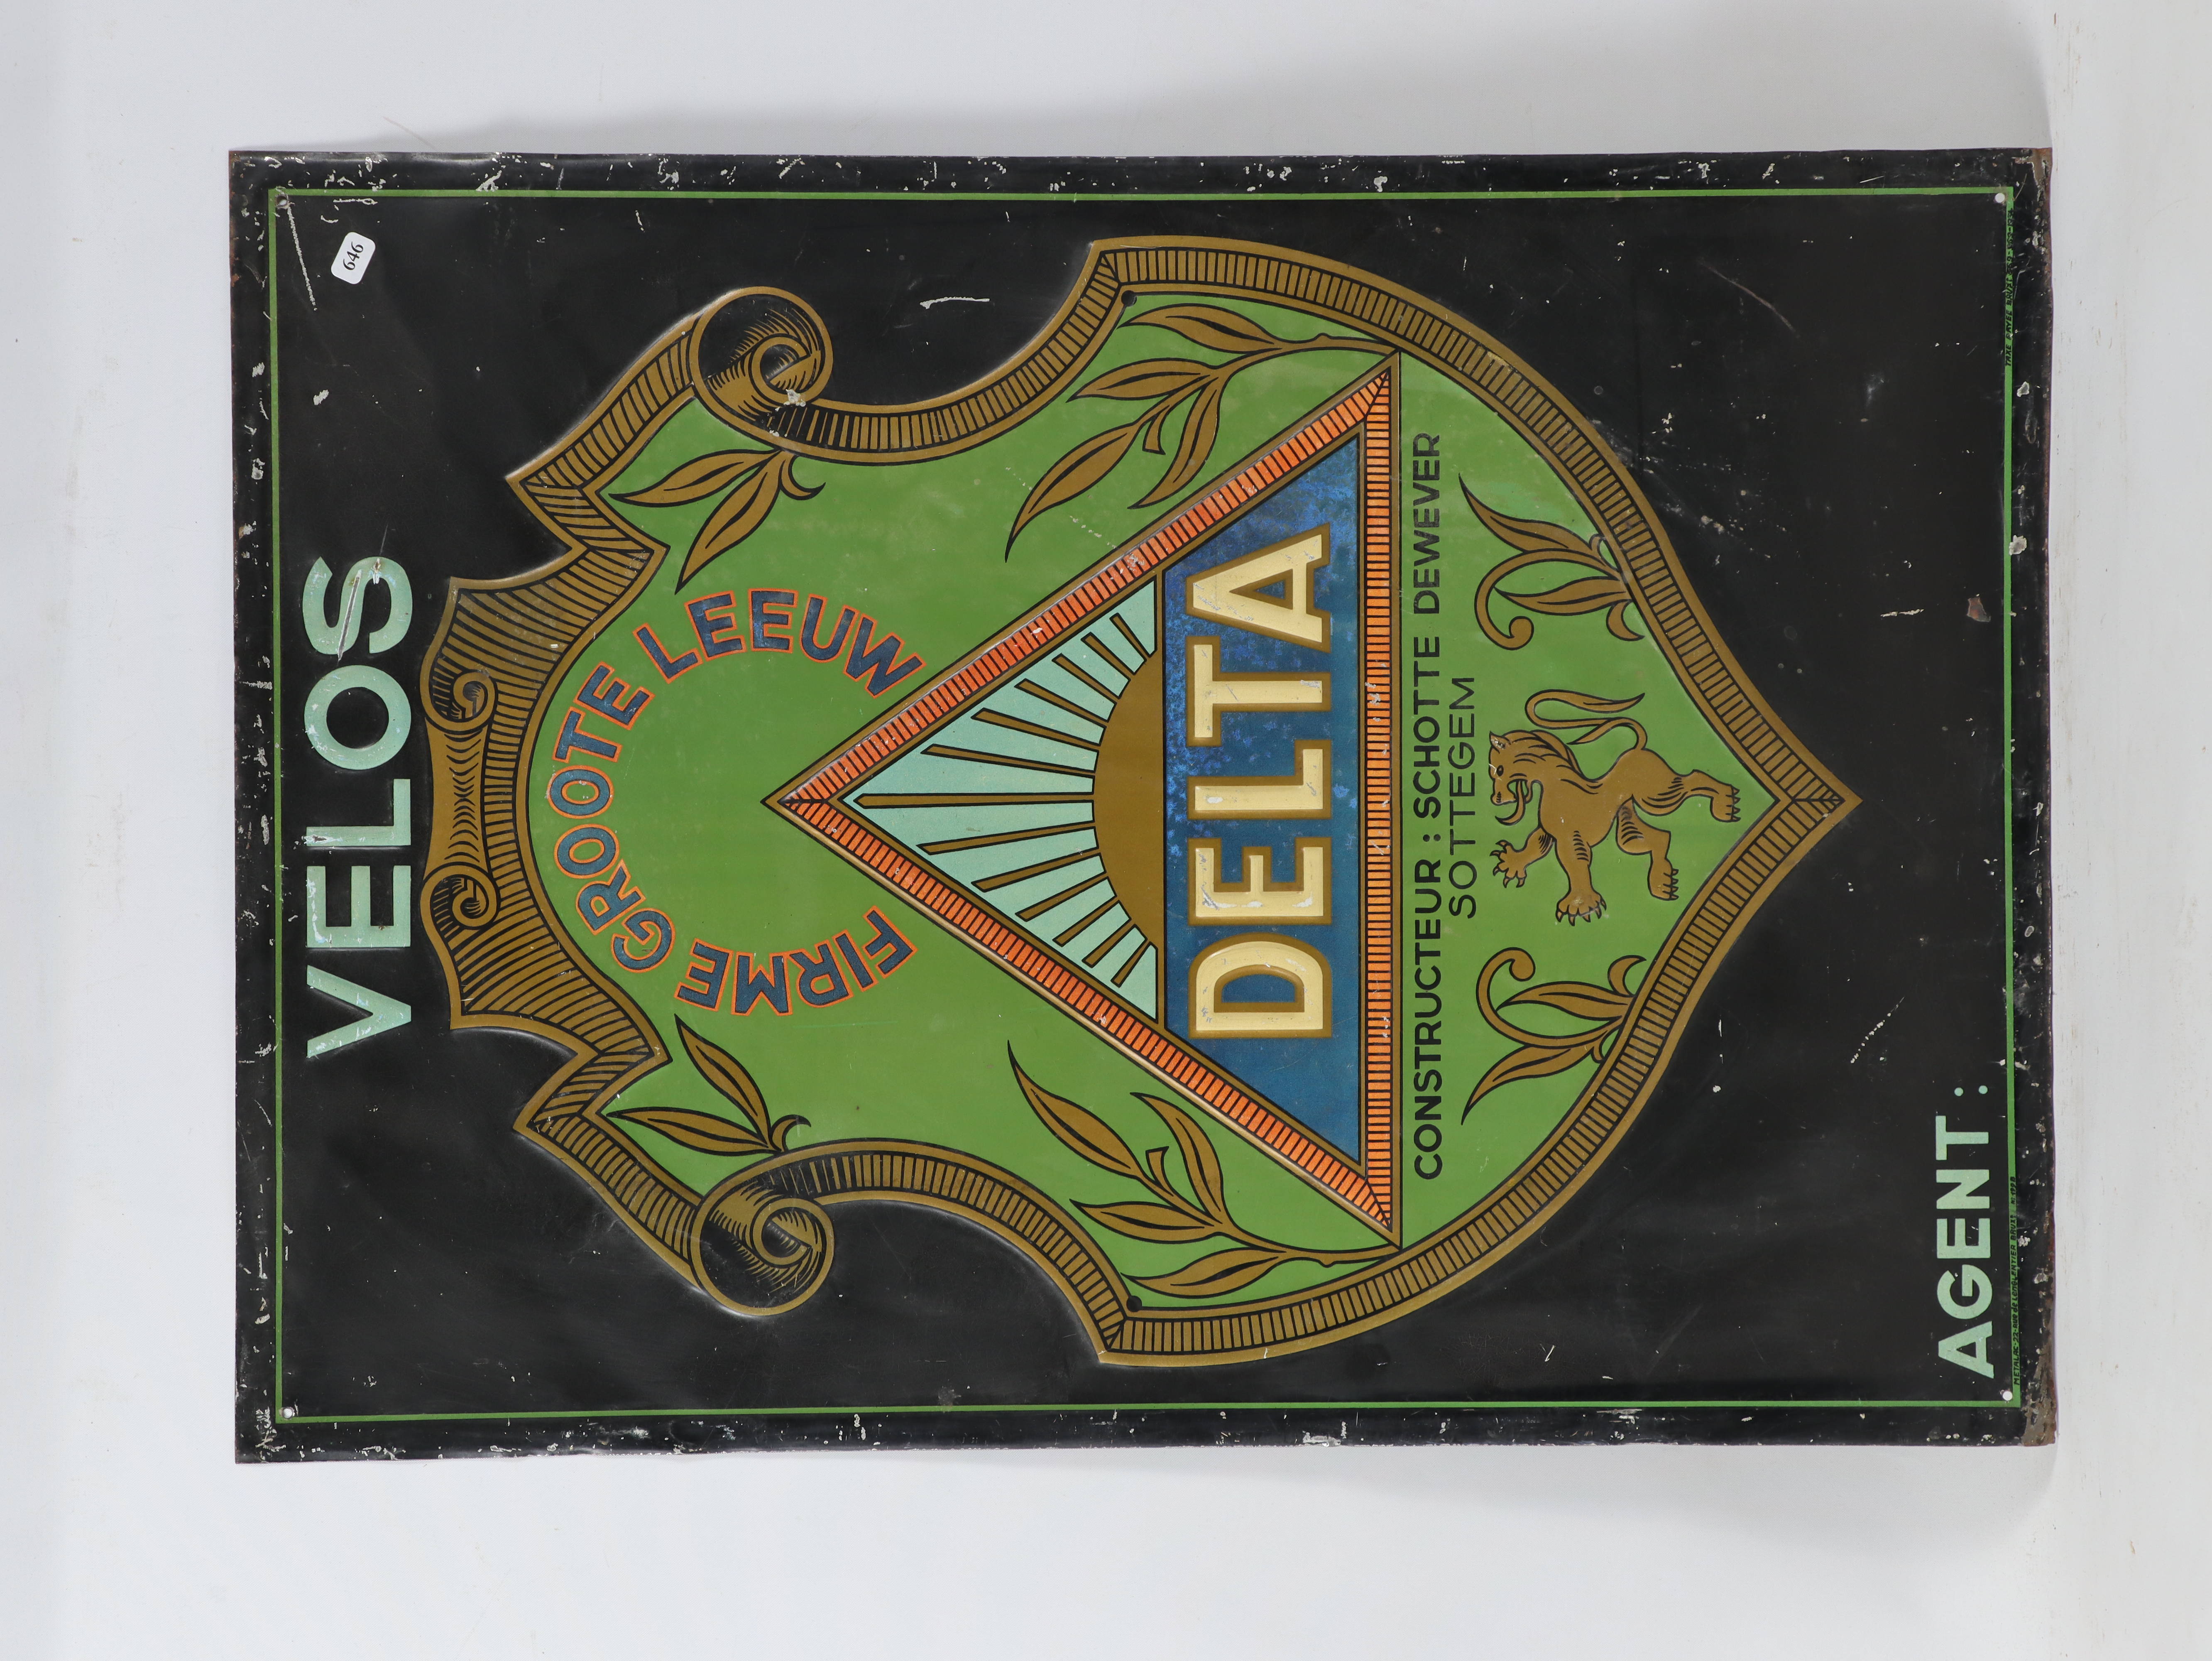 VELOS
646
FIRME GROOTE LEEUW
DELTA
CONSTRUCTEUR : SCHOTTE DEWEVER
SOTTEGEM
AGENT :